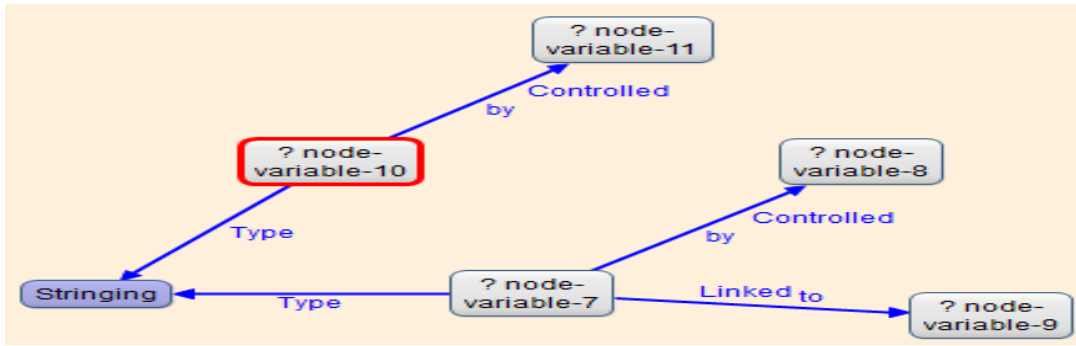 ? node-
variable-11
Controlled
by
? node-
variable-10
? node-
variable-8
Type
Controlled
by
Stringing
Type
? node-
variable-7
Linked to
? node-
variable-9